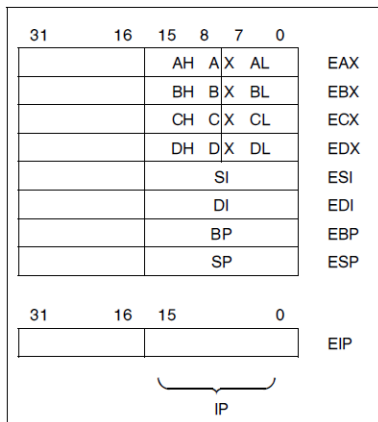 31 16 15 8 7 0
AH A X AL EAX
BH B X BL EBX
CH C X CL ECX
DH D X DL EDX
SI ESI
DI EDI
BP EBP
SP ESP
31 16 15 0
EIP
IP